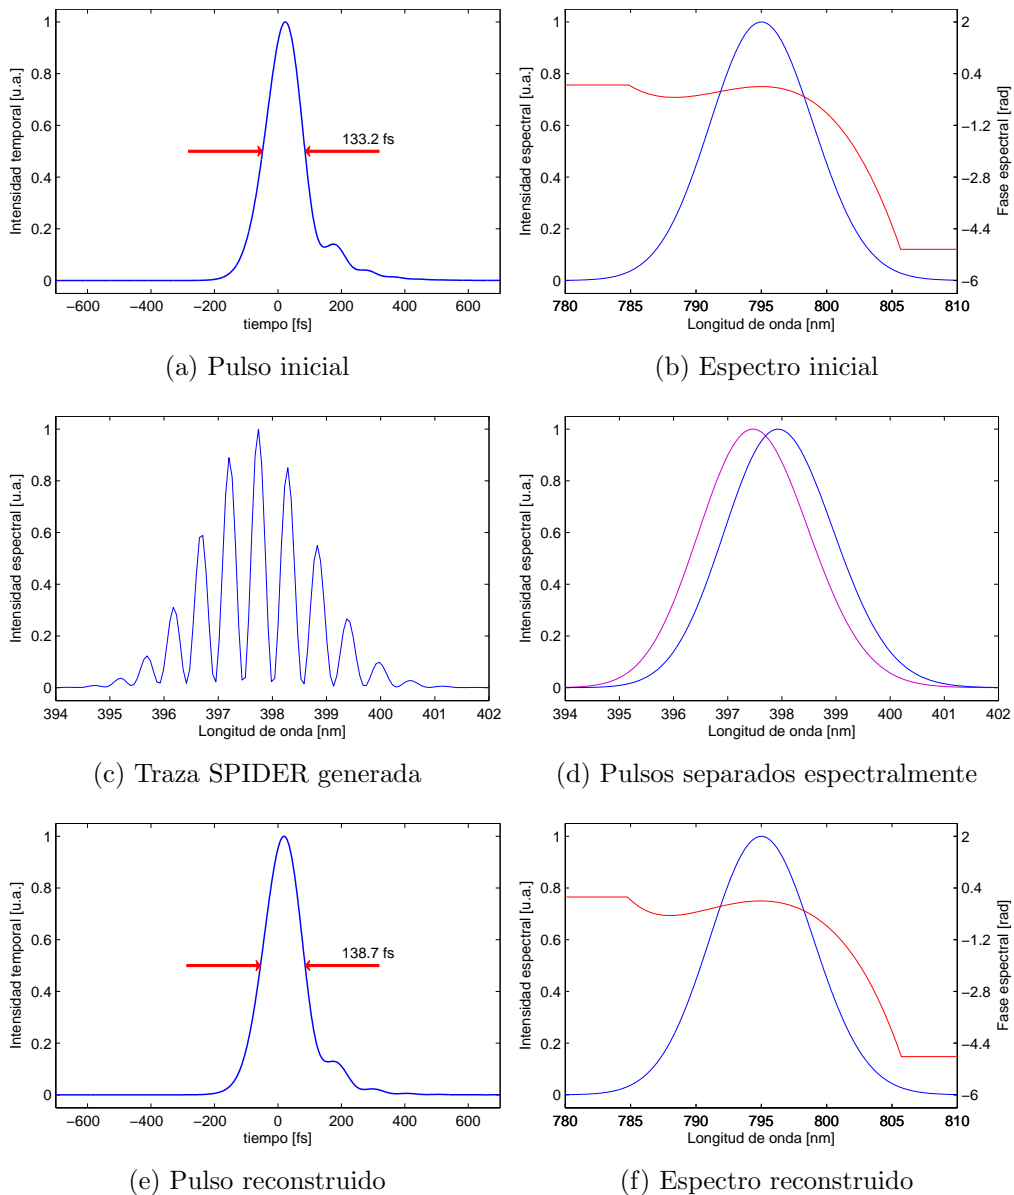 1
0.8
0.6
0.4
0.2
0
Intensidad temporal [u.a.]
133.2 fs
−600 −400 −200 0 200 400 600
tiempo [fs]
(a) Pulso inicial
1
0.8
0.6
0.4
0.2
0
Intensidad espectral [u.a.]
2
0.4
−1.2
−2.8
−4.4
−6
Fase espectral [rad]
780 785 790 795 800 805 810
Longitud de onda [nm]
(b) Espectro inicial
1
0.8
0.6
0.4
0.2
0
Intensidad espectral [u.a.]
394 395 396 397 398 399 400 401 402
Longitud de onda [nm]
(c) Traza SPIDER generada
1
0.8
0.6
0.4
0.2
0
Intensidad espectral [u.a.]
394 395 396 397 398 399 400 401 402
Longitud de onda [nm]
(d) Pulsos separados espectralmente
1
0.8
0.6
0.4
0.2
0
Intensidad temporal [u.a.]
138.7 fs
−600 −400 −200 0 200 400 600
tiempo [fs]
(e) Pulso reconstruido
1
0.8
0.6
0.4
0.2
0
Intensidad espectral [u.a.]
2
0.4
−1.2
−2.8
−4.4
−6
Fase espectral [rad]
780 785 790 795 800 805 810
Longitud de onda [nm]
(f) Espectro reconstruido